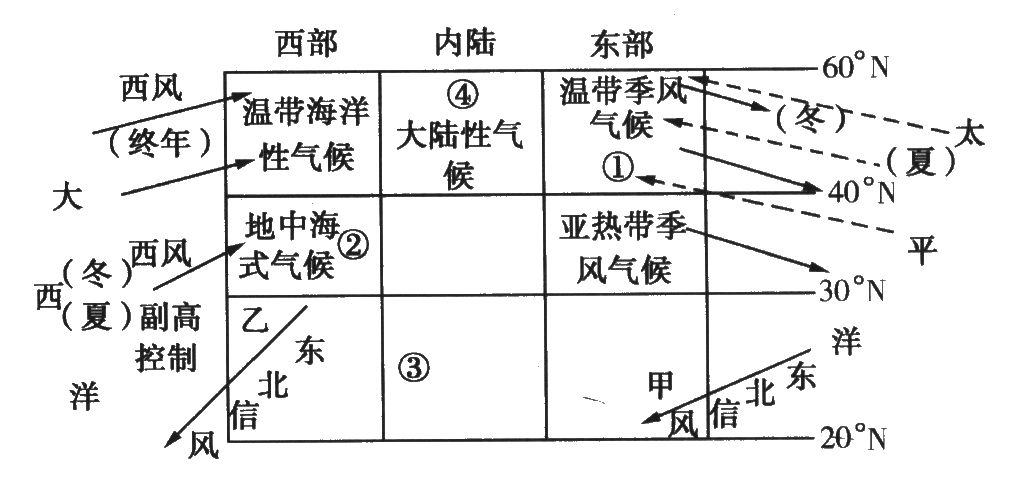 西部
内陆
东部
60°N
西风
（终年）
温带海洋
性气候
④
大陆性气
候
温带季风
气候
①
（冬）
太
（夏）
40°N
大
地中海
式气候
②
亚热带季
风气候
平
（冬）西风
西
（夏）副高
控制
30°N
洋
乙
东
北
信
风
③
甲
洋
东
北
信
风
20°N
洋